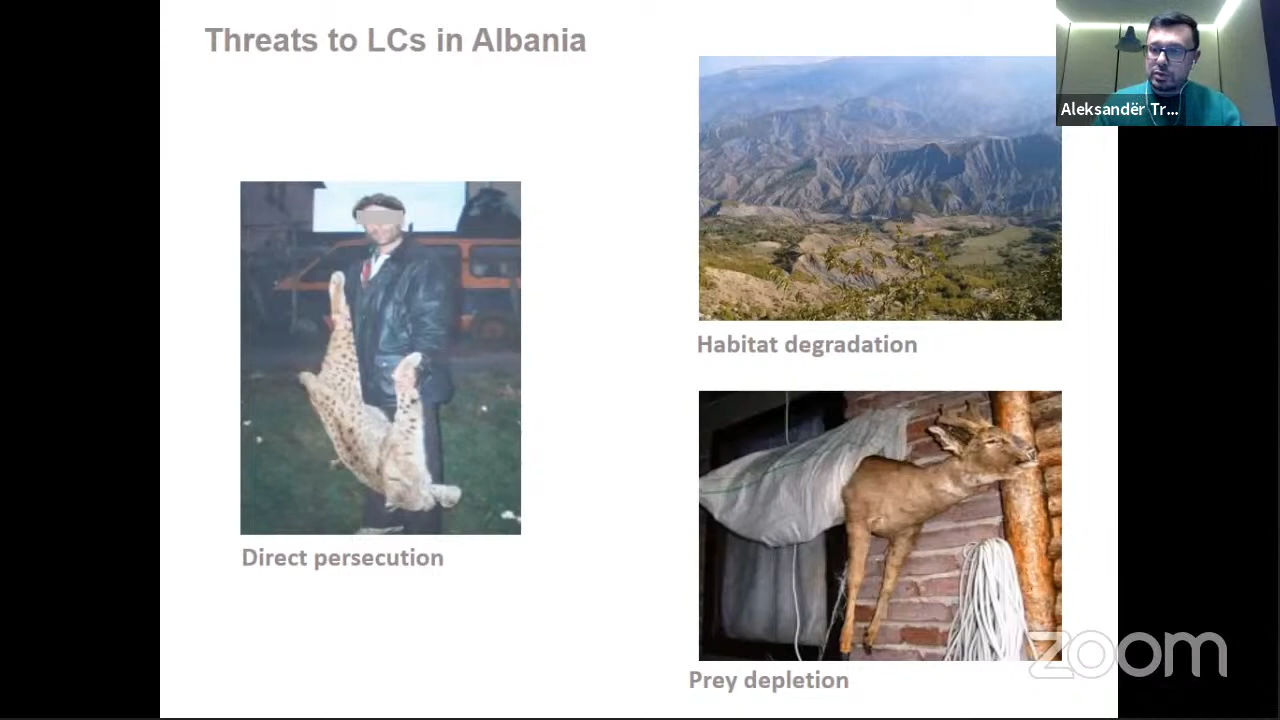 Threats to LCs in Albania
Aleksandër Tr...
Habitat degradation
Direct persecution
Prey depletion
zoom